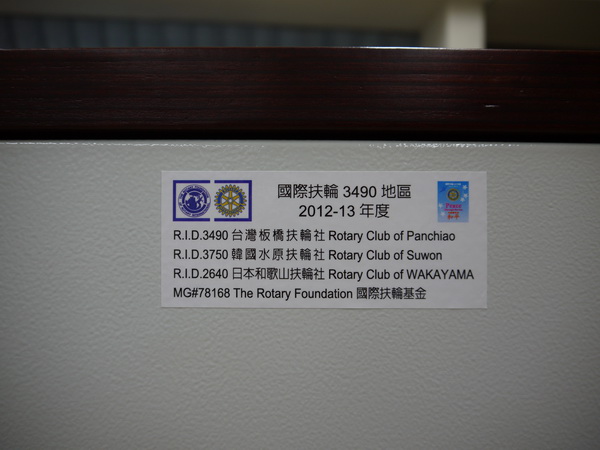 國際扶輪 3490 地區
2012-13 年度
R.I.D.3490 台灣板橋扶輪社 Rotary Club of Panchiao
R.I.D.3750 韓國水原扶輪社 Rotary Club of Suwon
R.I.D.2640 日本和歌山扶輪社 Rotary Club of WAKAYAMA
MG#78168 The Rotary Foundation 國際扶輪基金